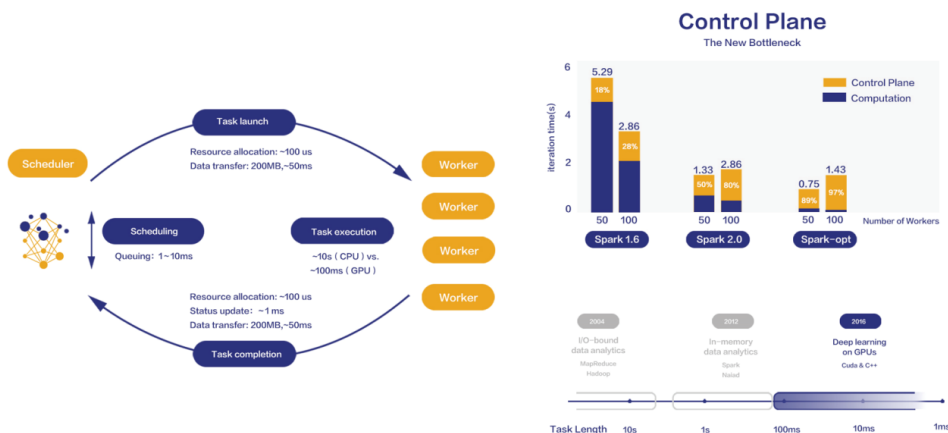 Task launch
Resource allocation: ~100 us
Data transfer: 200MB,~50ms
Scheduler
Worker
Worker
Worker
Worker
Scheduling
Queuing: 1~10ms
Task execution
~10s ( CPU ) vs.
~100ms ( GPU )
Resource allocation: ~100 us
Status update: ~1 ms
Data transfer: 200MB,~50ms
Task completion
Control Plane
The New Bottleneck
iteration time(s)
6
4
2
0
Control Plane
Computation
5.29
18%
2.86
28%
1.33
50%
2.86
80%
0.75
89%
1.43
97%
50
100
50
100
50
100
Number of Workers
Spark 1.6
Spark 2.0
Spark-opt
2004
I/O-bound
data analytics
MapReduce
Hadoop
2012
In-memory
data analytics
Spark
Naiad
2016
Deep learning
on GPUs
Cuda & C++
Task Length
10s
1s
100ms
10ms
1ms